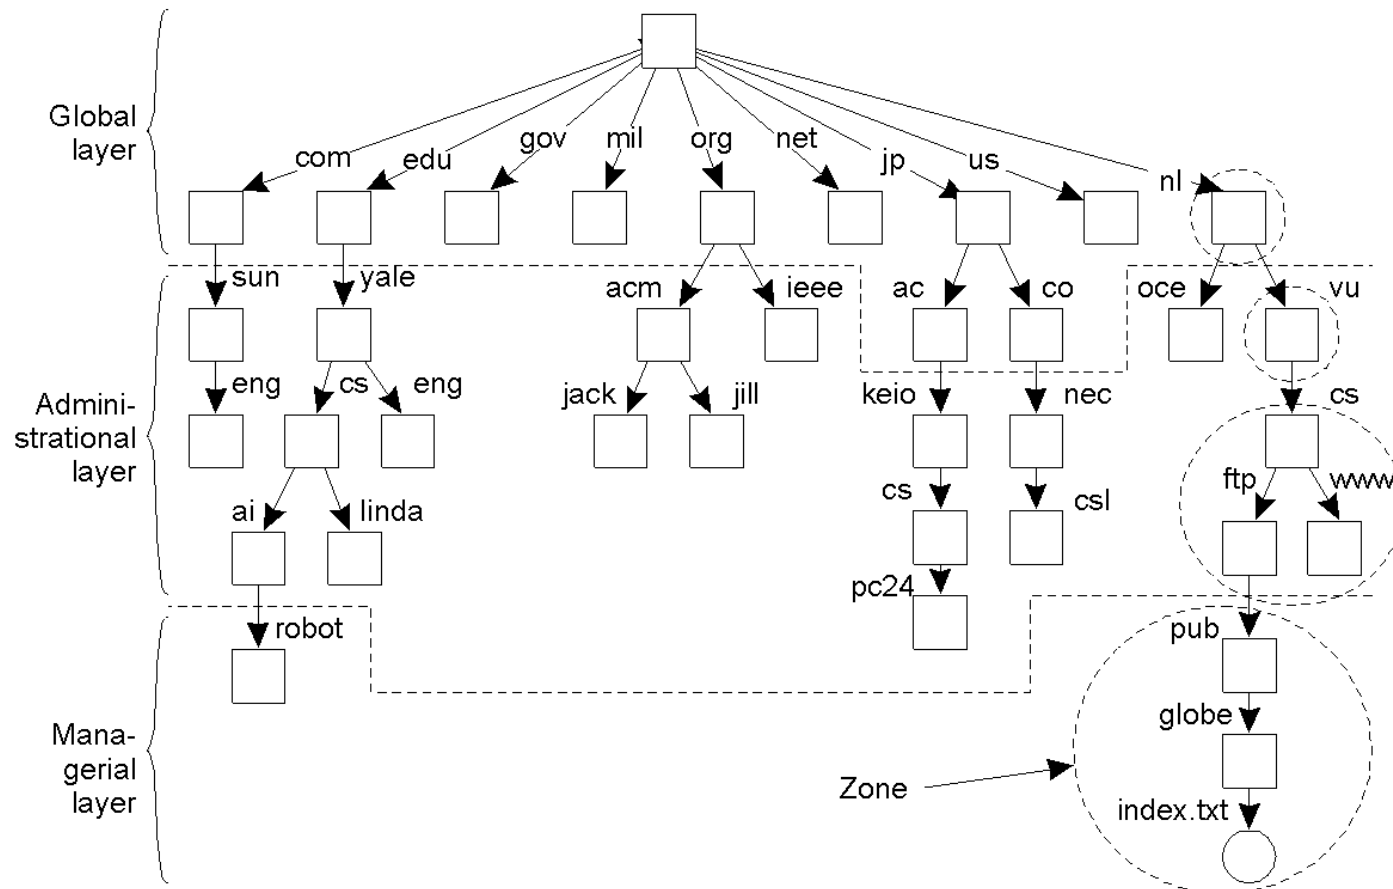 Global
layer
com
edu
gov
mil
org
net
jp
us
nl
sun
yale
acm
ieee
ac
co
oce
vu
eng
cs
eng
jack
jill
keio
nec
cs
Admini-
strational
layer
ai
linda
cs
csl
ftp
www
pc24
robot
pub
globe
Mana-
gerial
layer
Zone
index.txt